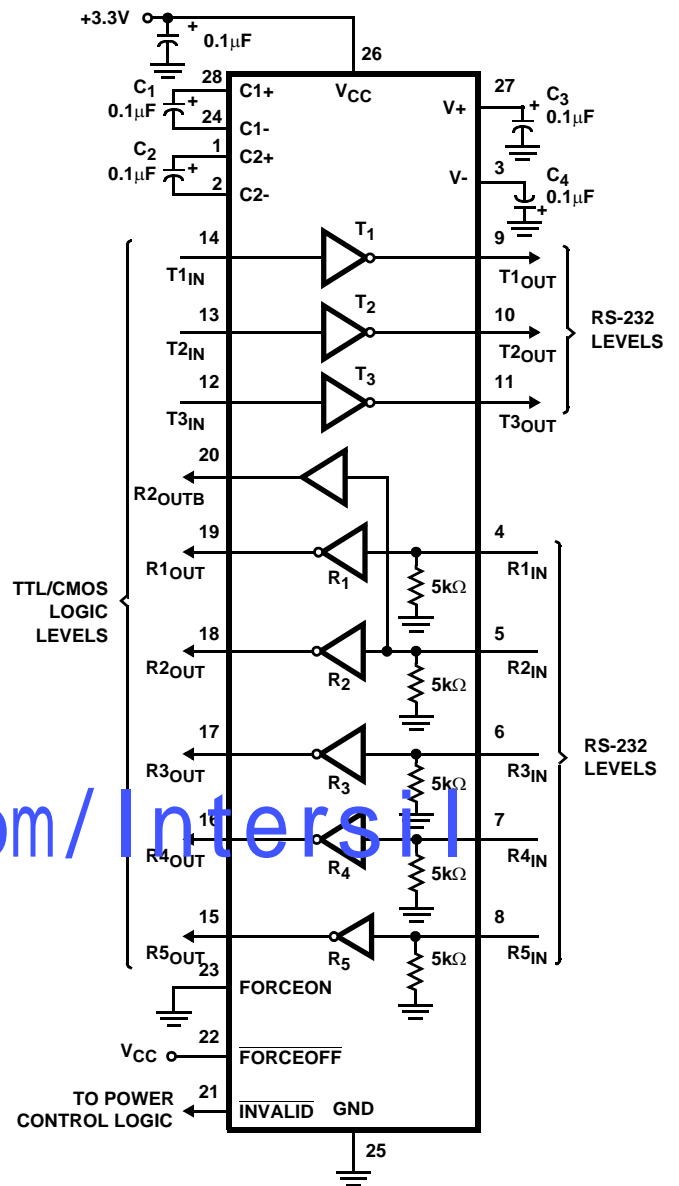 +3.3V
+ 0.1μF
26
28 C1+ VCC 27
C1 0.1μF + 24 C1- V+ + C3 0.1μF
C2 0.1μF + 1 C2+ 3
2 C2- V- C4 0.1μF +
14 T1 9
T1IN T1OUT
13 T2 10
T2IN T2OUT
RS-232 LEVELS
12 T3 11
T3IN T3OUT
20
R2OUTB
19 4
R1OUT R1 5kΩ R1IN
TTL/CMOS
LOGIC
LEVELS
18 5
R2OUT R2 5kΩ R2IN
17 6
R3OUT R3 5kΩ R3IN
RS-232
LEVELS
om/Intersil
16 7
R4OUT R4 5kΩ R4IN
15 8
R5OUT R5 5kΩ R5IN
23 FORCEON
VCC 22 FORCEOFF
TO POWER
CONTROL LOGIC
21 INVALID GND
25